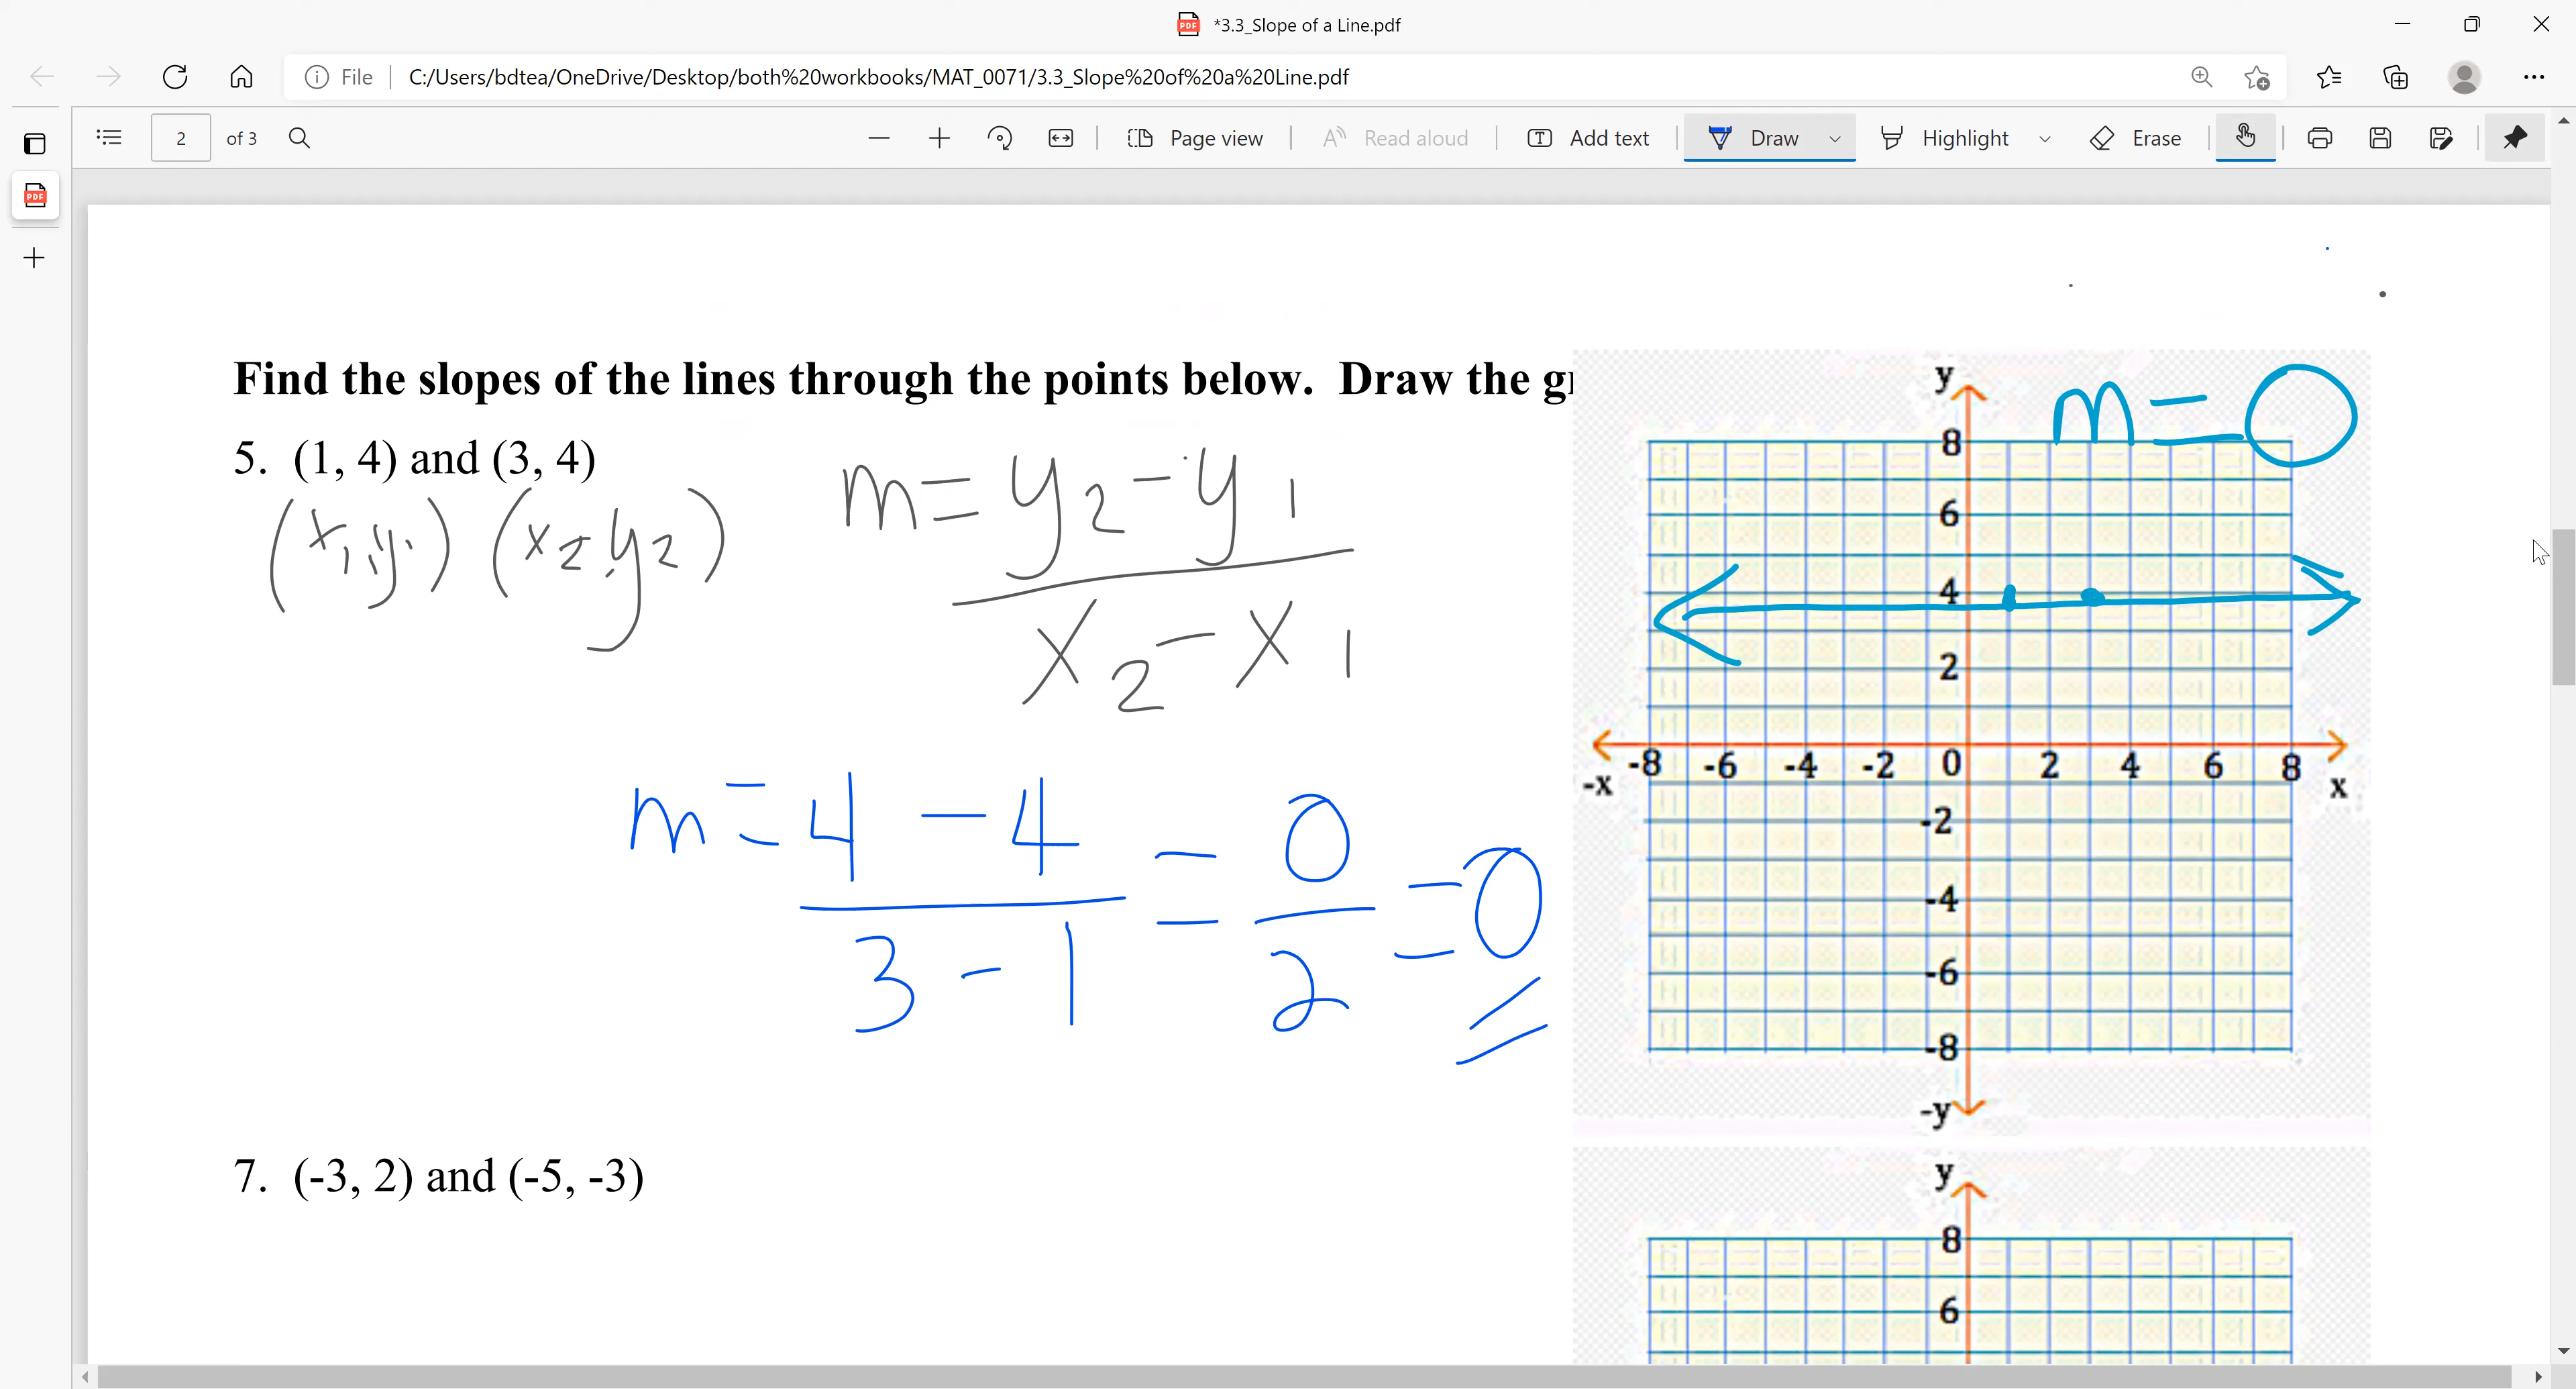 *3.3_Slope of a Line.pdf
File | C:/Users/bdtea/OneDrive/Desktop/both%20workbooks/MAT_0071/3.3_Slope%20of%20a%20Line.pdf
2 of 3 Page view Read aloud Add text Draw Highlight Erase
Find the slopes of the lines through the points below. Draw the g
5. (1, 4) and (3, 4)
(x1, y1) (x2, y2)
m = y2 - y1
x2 - x1
m = 4 - 4 = 0 = 0
3 - 1 2
7. (-3, 2) and (-5, -3)
y
m = 0
8
6
4
2
-8 -6 -4 -2 0 2 4 6 8
-x x
-2
-4
-6
-8
-y
y
8
6